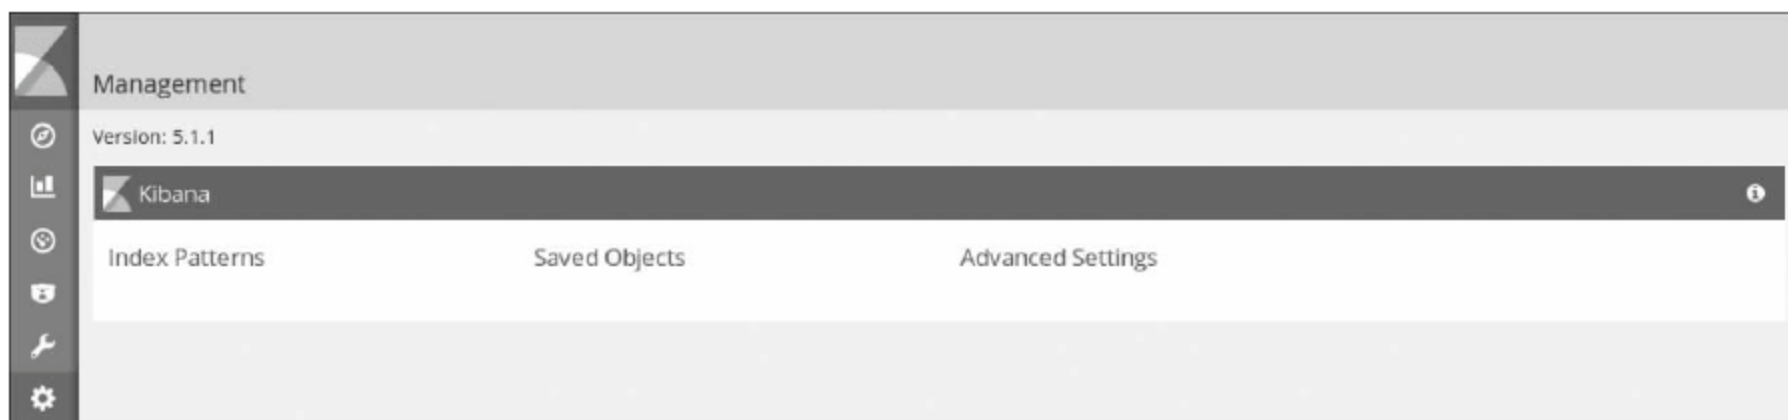 Management
Version: 5.1.1
Kibana
Index Patterns Saved Objects Advanced Settings